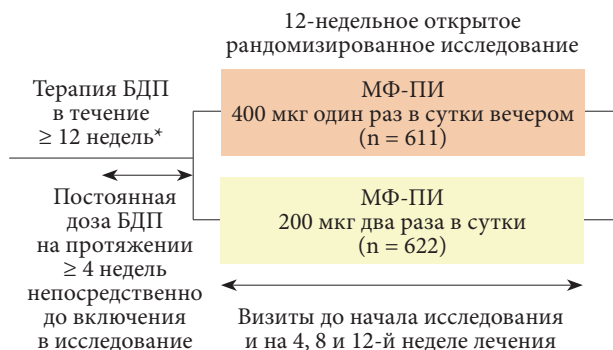 12-недельное открытое
рандомизированное исследование
Терапия БДП
в течение
≥ 12 недель*
МФ-ПИ
400 мкг один раз в сутки вечером
(n = 611)
Постоянная
доза БДП
на протяжении
≥ 4 недель
непосредственно
до включения
в исследование
МФ-ПИ
200 мкг два раза в сутки
(n = 622)
Визиты до начала исследования
и на 4, 8 и 12-й неделе лечения